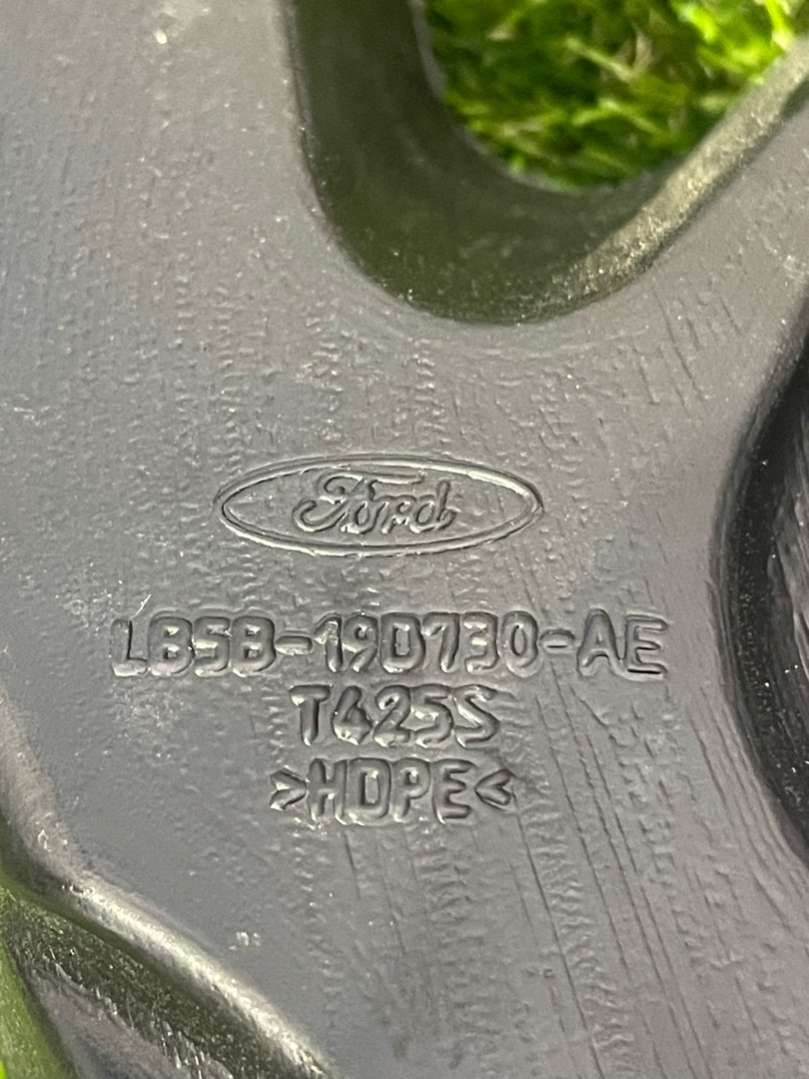 Ford
LB5B-19D730-AE
T425S
>HDPE<